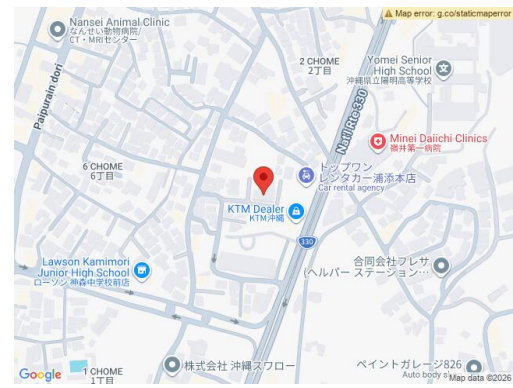 Map error: g.co/staticmaperror
Nansei Animal Clinic
なんせい動物病院/
CT・MRIセンター
2 CHOME
2丁目
Yomei Senior
High School
沖縄県立陽明高等学校
Paipurain dori
Nat'l Rte 330
Minei Daiichi Clinics
嶺井第一病院
6 CHOME
6丁目
トップワン
レンタカー浦添本店
Car rental agency
KTM Dealer
KTM沖縄
330
Lawson Kamimori
Junior High School
ローソン 神森中学校前店
合同会社フレサ
(ヘルパー ステーション…
1 CHOME
1丁目
株式会社 沖縄スワロー
ペイントガレージ826
Auto body
Google
Map data ©2026